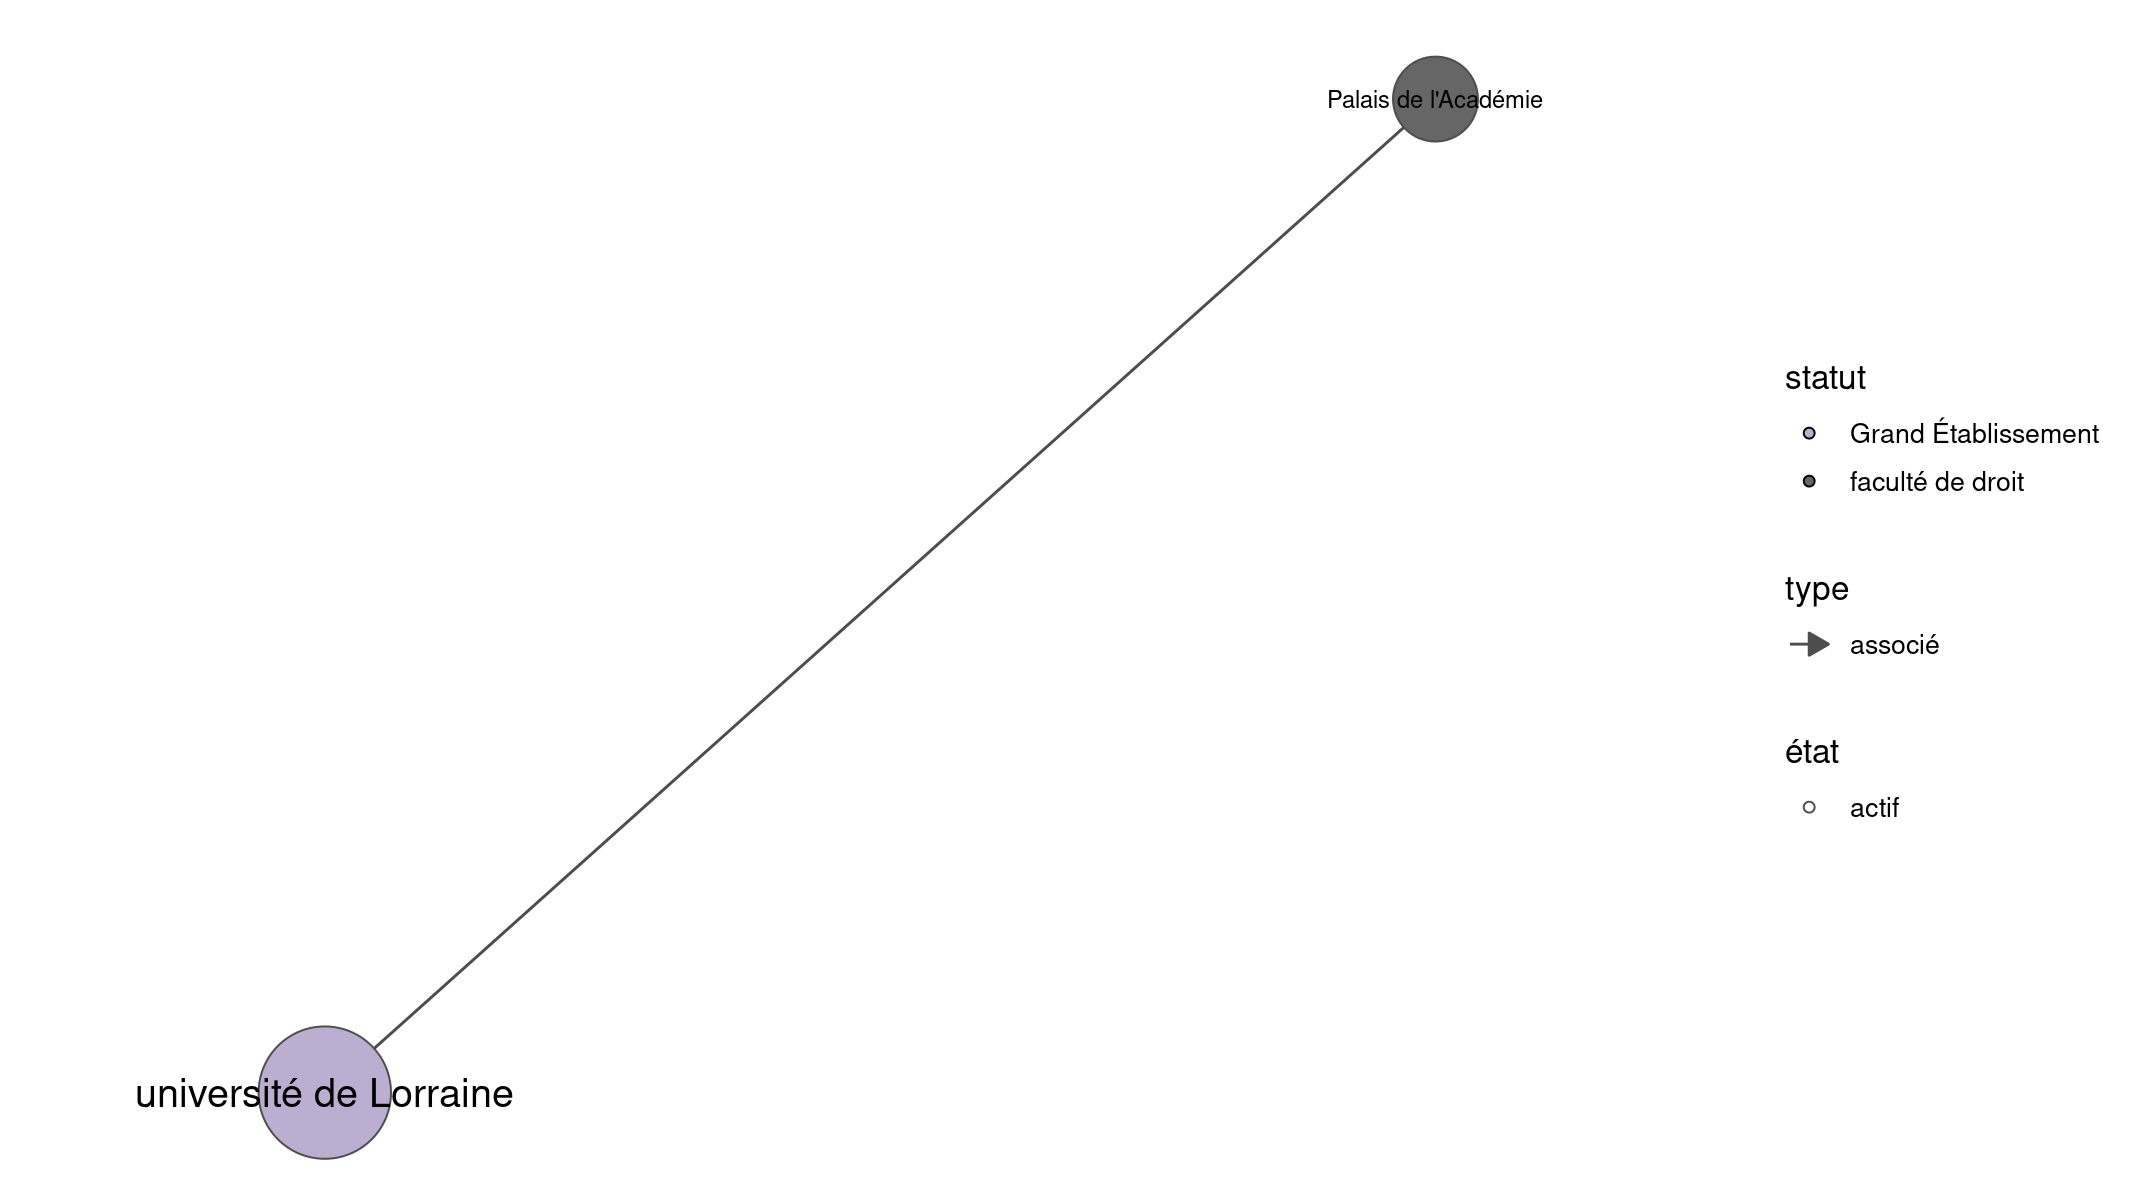 Palais de l'Académie
université de Lorraine
statut
Grand Établissement
faculté de droit
type
associé
état
actif